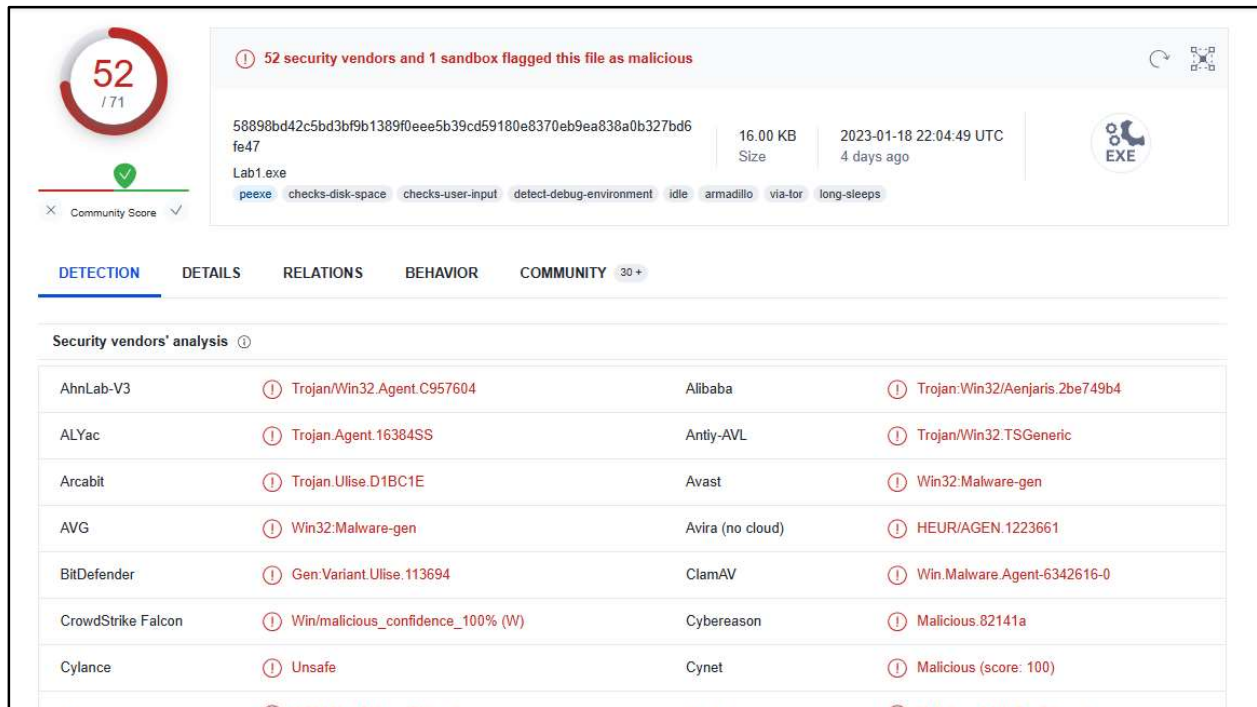 52
/ 71
Community Score
52 security vendors and 1 sandbox flagged this file as malicious
58898bd42c5bd3bf9b1389f0eee5b39cd59180e8370eb9ea838a0b327bd6
fe47
Lab1.exe
peexe checks-disk-space checks-user-input detect-debug-environment idle armadillo via-tor long-sleeps
16.00 KB
Size
2023-01-18 22:04:49 UTC
4 days ago
EXE
DETECTION DETAILS RELATIONS BEHAVIOR COMMUNITY 30 +
Security vendors' analysis
AhnLab-V3 Trojan/Win32.Agent.C957604 Alibaba Trojan:Win32/Aenjaris.2be749b4
ALYac Trojan.Agent.16384SS Antiy-AVL Trojan/Win32.TSGeneric
Arcabit Trojan.Ulise.D1BC1E Avast Win32:Malware-gen
AVG Win32:Malware-gen Avira (no cloud) HEUR/AGEN.1223661
BitDefender Gen:Variant.Ulise.113694 ClamAV Win.Malware.Agent-6342616-0
CrowdStrike Falcon Win/malicious_confidence_100% (W) Cybereason Malicious.82141a
Cylance Unsafe Cynet Malicious (score: 100)